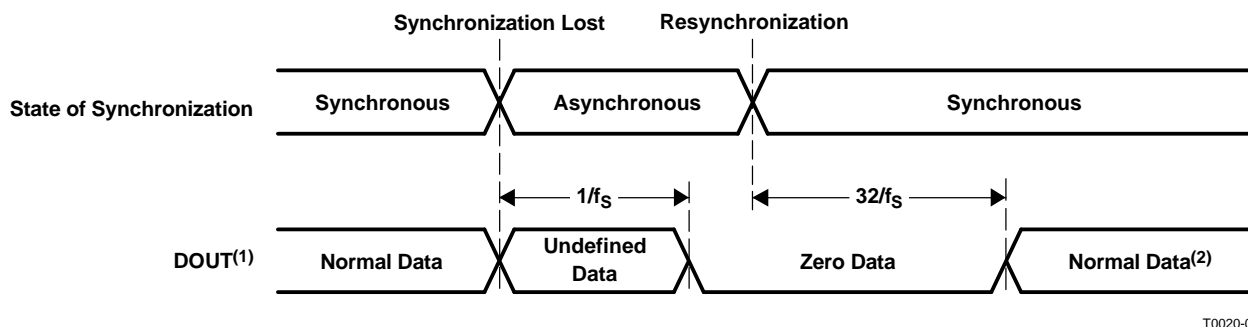 Synchronization Lost
Resynchronization
State of Synchronization
Synchronous
Asynchronous
Synchronous
1/fS
32/fS
DOUT(1)
Normal Data
Undefined
Data
Zero Data
Normal Data(2)